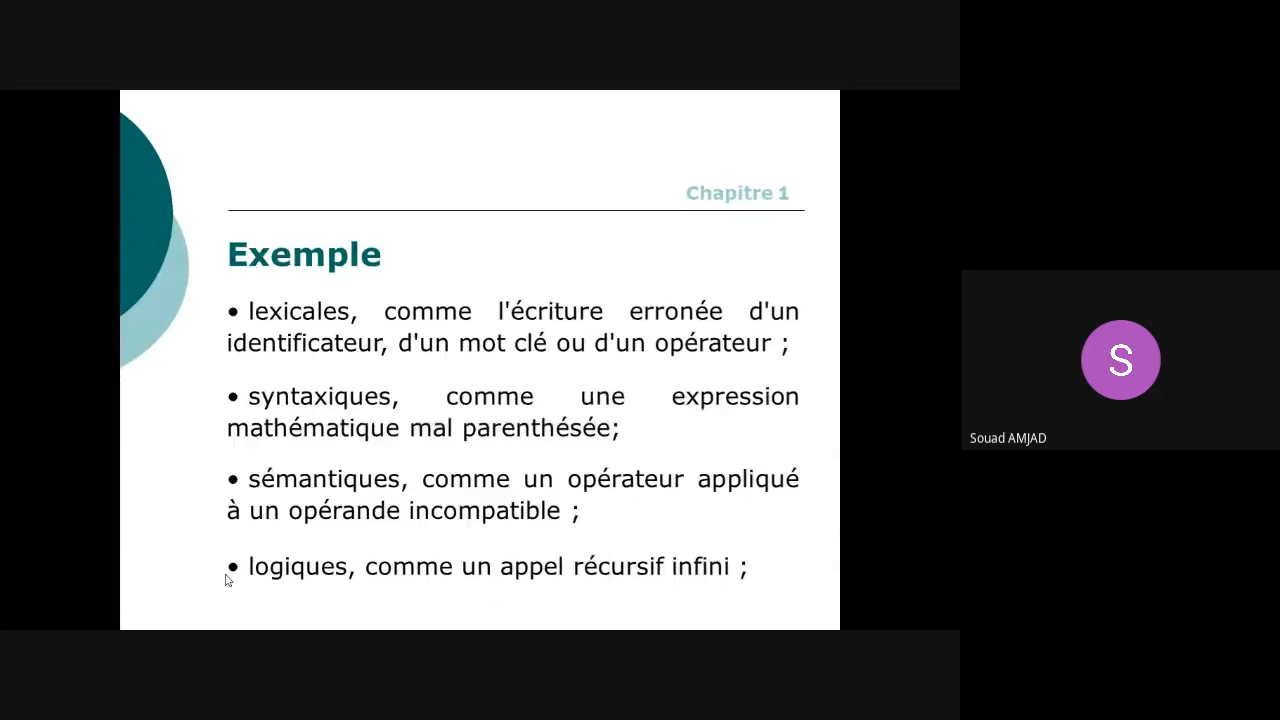 Chapitre 1
Exemple
• lexicales, comme l'écriture erronée d'un
identificateur, d'un mot clé ou d'un opérateur ;
• syntaxiques, comme une expression
mathématique mal parenthésée;
• sémantiques, comme un opérateur appliqué
à un opérande incompatible ;
• logiques, comme un appel récursif infini ;
S
Souad AMJAD